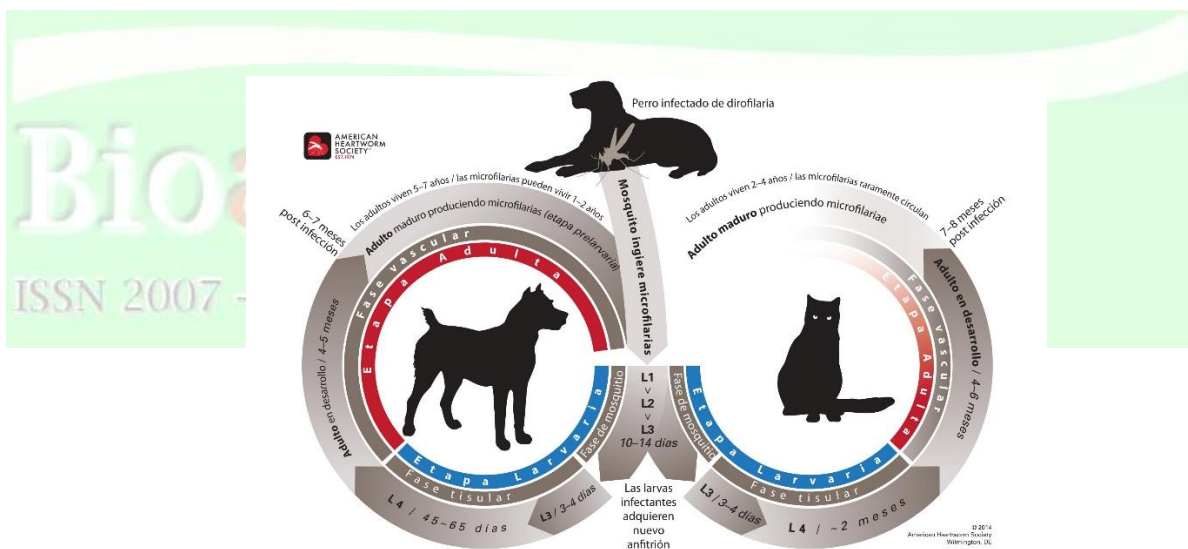 Bioa
ISSN 2007 -
AMERICAN
HEARTWORM
SOCIETY
EST. 1974
Perro infectado de dirofilaria
Mosquito ingiere microfilarias
6–7 meses
post infección
Los adultos viven 5–7 años / las microfilarias pueden vivir 1–2 años
Adulto maduro produciendo microfilarias (etapa prelarvaria)
Fase vascular
Etapa Adulta
Adulto en desarrollo / 4–5 meses
Etapa Larvaria
Fase tisular
Fase de mosquitio
L4 / 45–65 días
L3 / 3–4 días
L1
v
L2
v
L3
10–14 días
Las larvas
infectantes
adquieren
nuevo
anfitrión
Los adultos viven 2–4 años / las microfilarias raramente circulan
Adulto maduro produciendo microfilariae
7–8 meses
post infección
Fase vascular
Etapa Adulta
Adulto en desarrollo / 4–6 meses
Etapa Larvaria
Fase tisular
Fase de mosquitio
L3 / 3–4 días
L4 / ~2 meses
© 2014
American Heartworm Society
Wilmington, DE